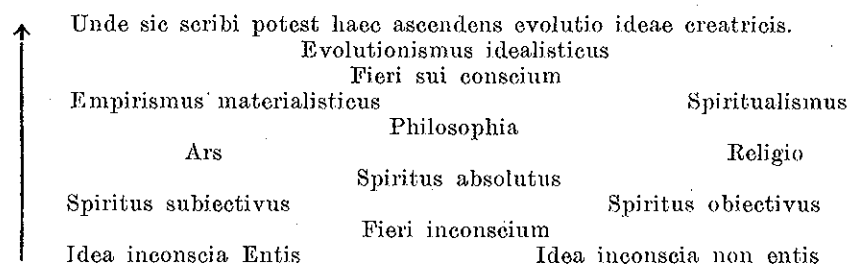 Unde sic scribi potest haec ascendens evolutio ideae creatricis.
Evolutionismus idealisticus
Fieri sui conscium
Empirismus materialisticus Spiritualismus
Philosophia
Ars Religio
Spiritus absolutus
Spiritus subiectivus Spiritus obiectivus
Fieri inconscium
Idea inconscia Entis Idea inconscia non entis